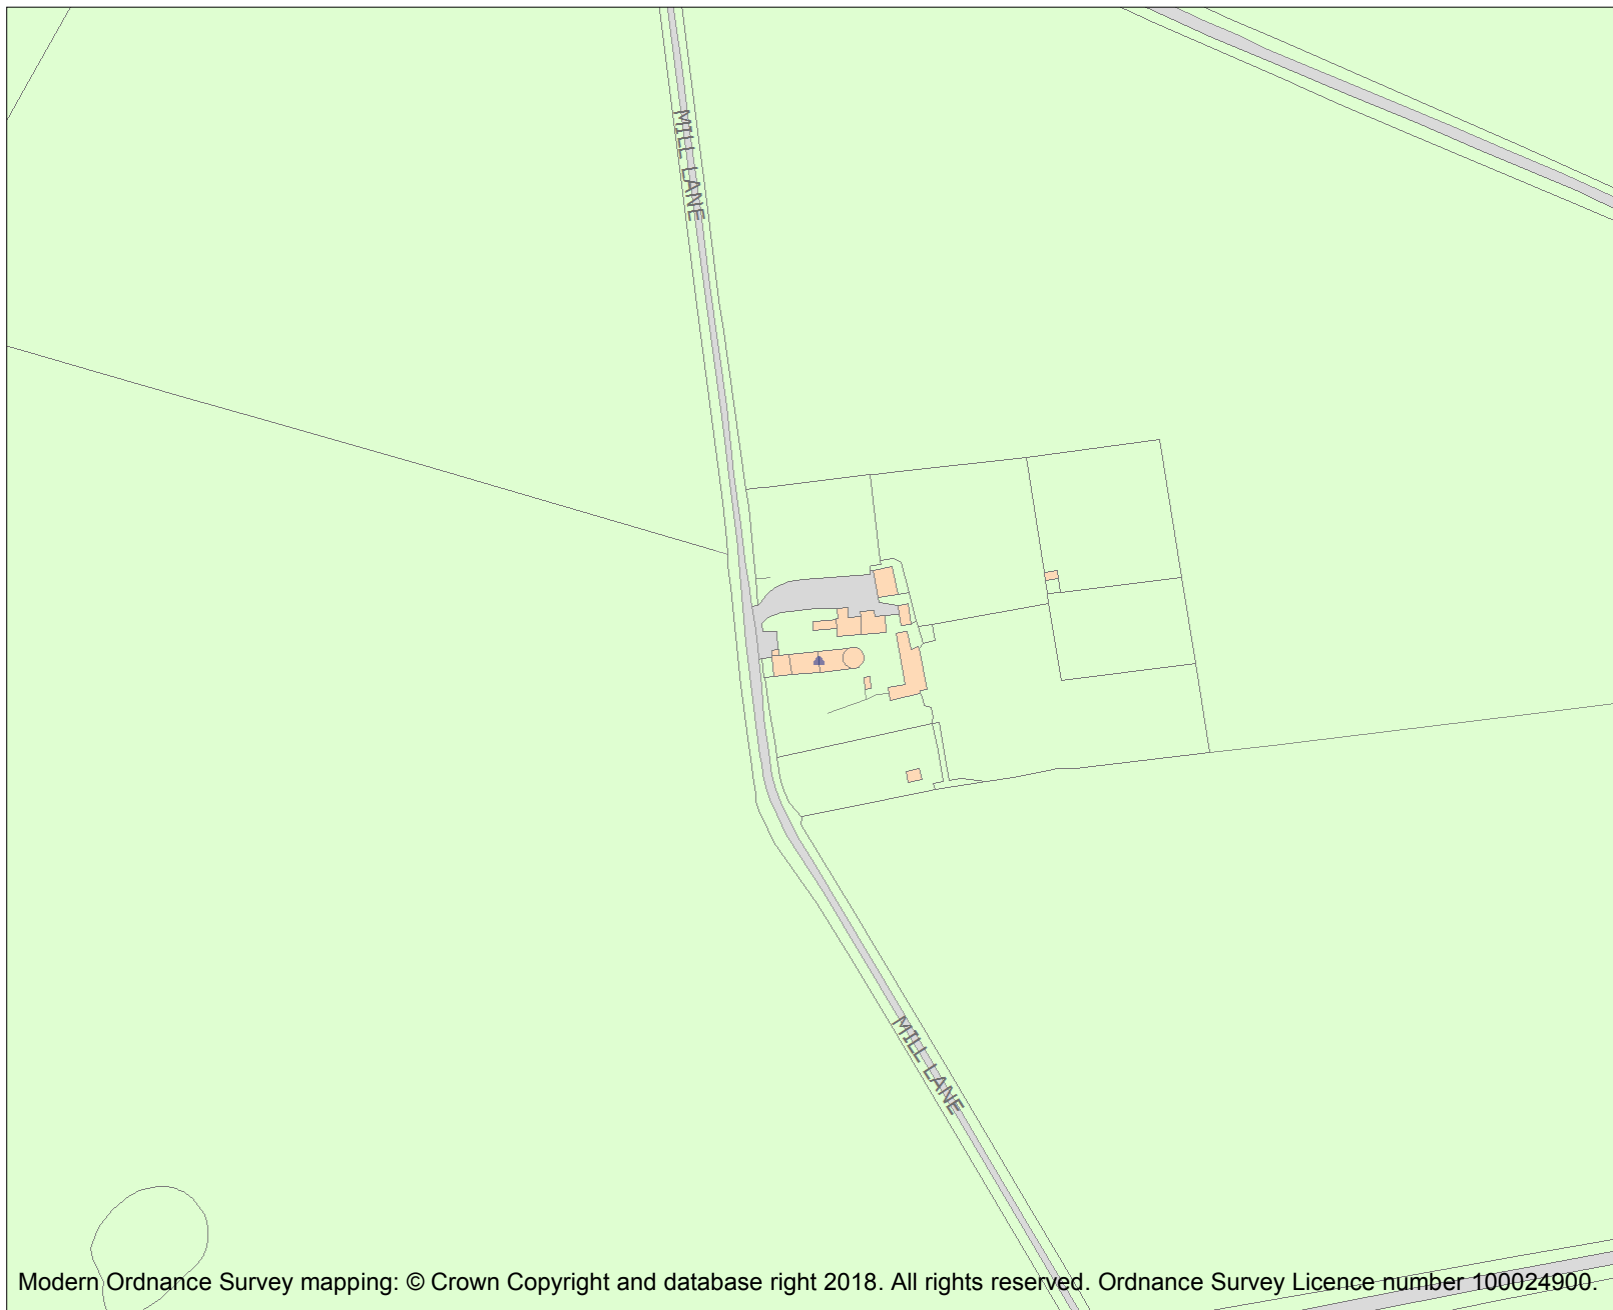 MILL LANE
MILL LANE
Modern Ordnance Survey mapping: © Crown Copyright and database right 2018. All rights reserved. Ordnance Survey Licence number 100024900.